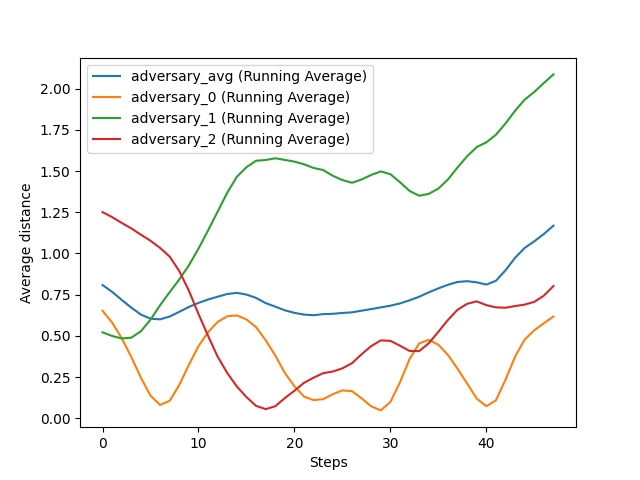 adversary_avg (Running Average)
adversary_0 (Running Average)
adversary_1 (Running Average)
adversary_2 (Running Average)
2.00
1.75
1.50
1.25
1.00
0.75
0.50
0.25
0.00
Average distance
0 10 20 30 40
Steps